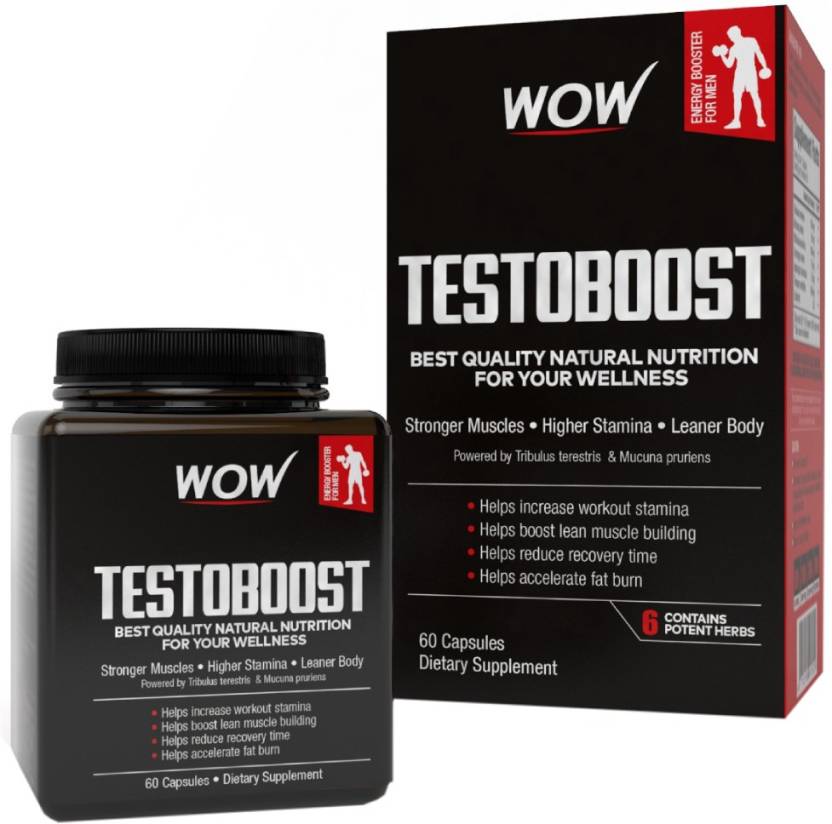 WOW
ENERGY BOOSTER
FOR MEN
TESTOBOOST
BEST QUALITY NATURAL NUTRITION
FOR YOUR WELLNESS
Stronger Muscles • Higher Stamina • Leaner Body
Powered by Tribulus terestris & Mucuna pruriens
• Helps increase workout stamina
• Helps boost lean muscle building
• Helps reduce recovery time
• Helps accelerate fat burn
6 CONTAINS
POTENT HERBS
60 Capsules
Dietary Supplement
Supplement Facts
WOW
ENERGY BOOSTER
FOR MEN
TESTOBOOST
BEST QUALITY NATURAL NUTRITION
FOR YOUR WELLNESS
Stronger Muscles • Higher Stamina • Leaner Body
Powered by Tribulus terestris & Mucuna pruriens
• Helps increase workout stamina
• Helps boost lean muscle building
• Helps reduce recovery time
• Helps accelerate fat burn
60 Capsules • Dietary Supplement